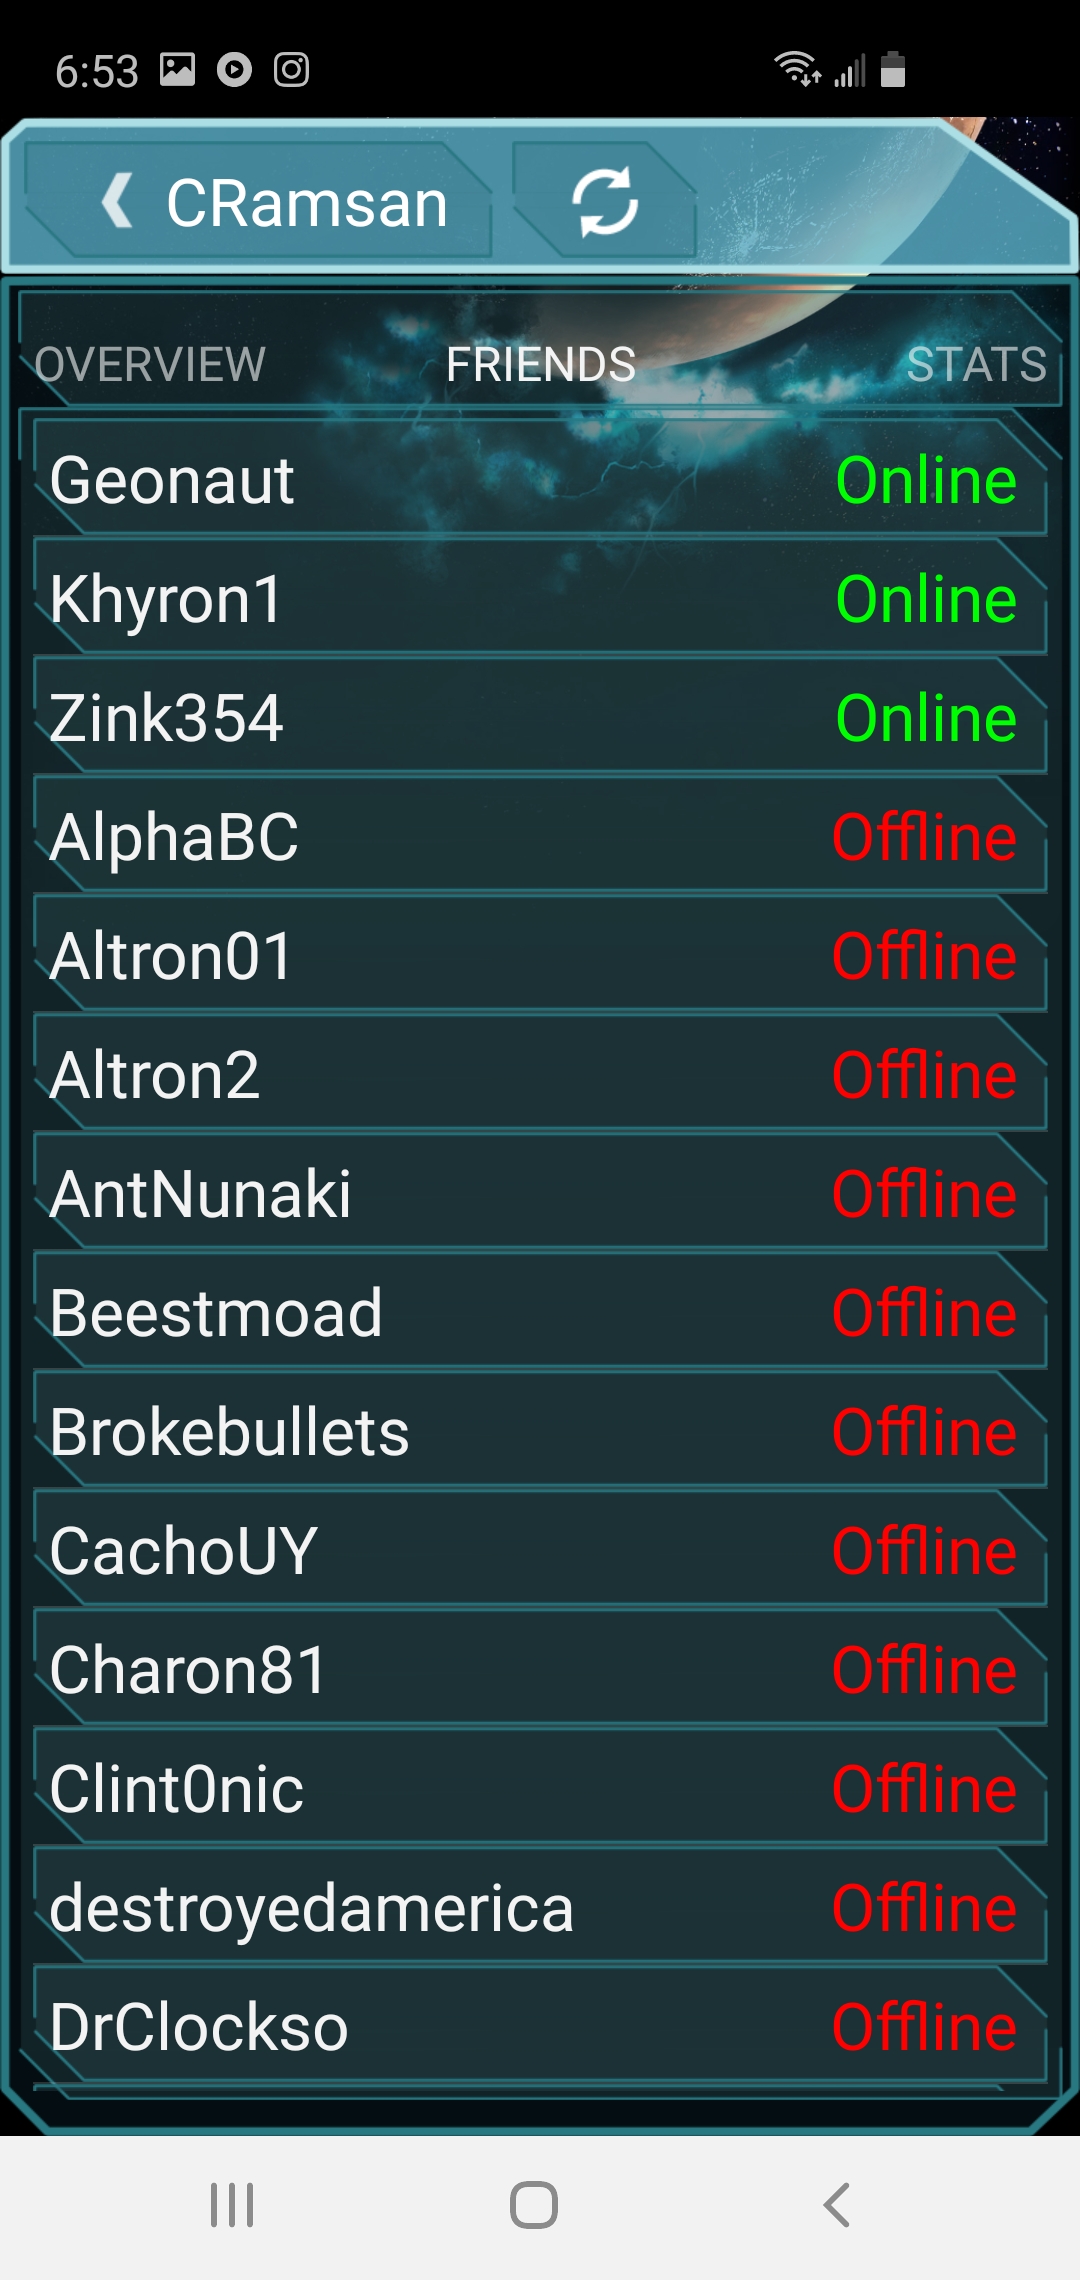 6:53
CRamsan
OVERVIEW FRIENDS STATS
Geonaut Online
Khyron1 Online
Zink354 Online
AlphaBC Offline
Altron01 Offline
Altron2 Offline
AntNunaki Offline
Beestmoad Offline
Brokebullets Offline
CachoUY Offline
Charon81 Offline
Clint0nic Offline
destroyedamerica Offline
DrClockso Offline